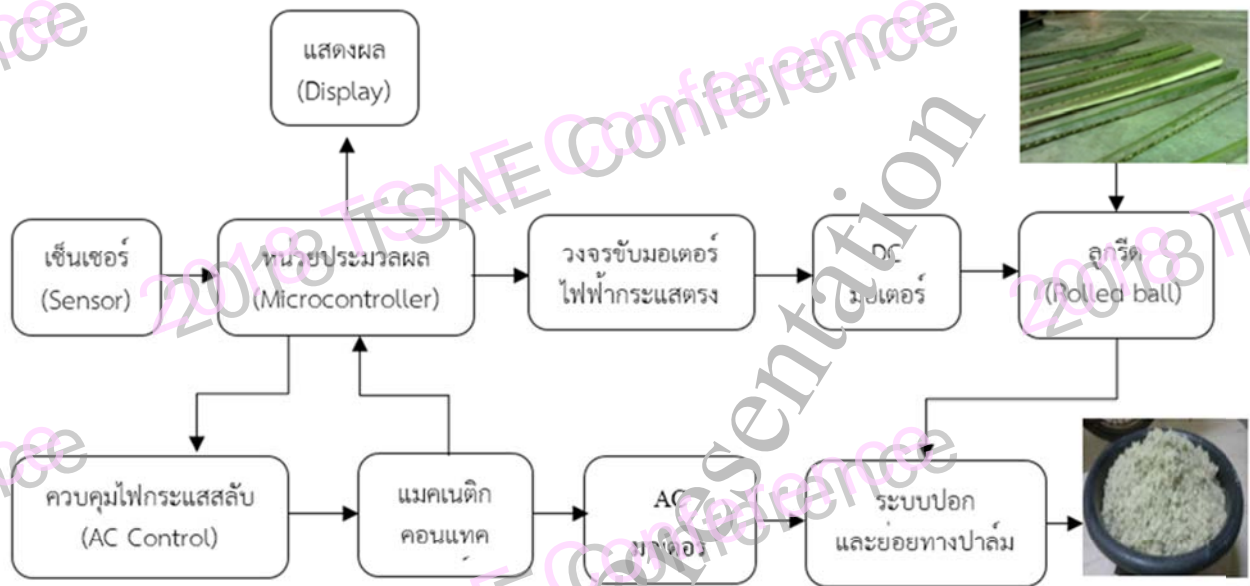 แสดงผล
(Display)
เซ็นเซอร์
(Sensor)
หน่วยประมวลผล
(Microcontroller)
วงจรขับมอเตอร์
ไฟฟ้ากระแสตรง
DC
มอเตอร์
ลูกรีด
(Rolled ball)
ควบคุมไฟกระแสสลับ
(AC Control)
แมคเนติก
คอนแทค
AC
มอเตอร์
ระบบปอก
และย่อยทางปาล์ม
2018 TSAE Conference
2018 T
nce
nce
Conference